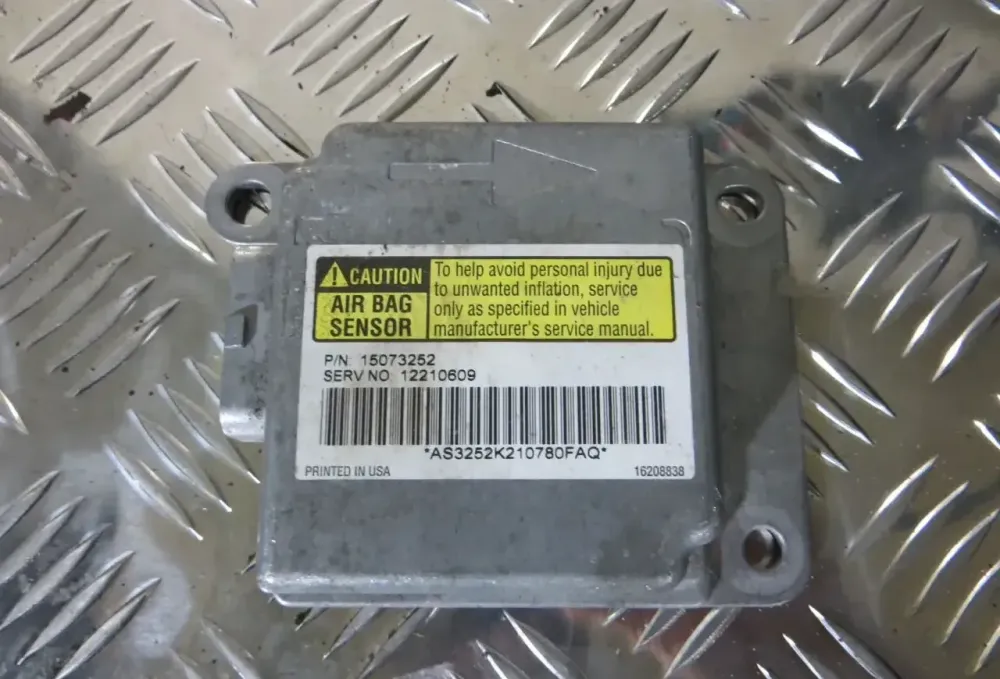 CAUTION
AIR BAG
SENSOR
To help avoid personal injury due
to unwanted inflation, service
only as specified in vehicle
manufacturer's service manual.
P/N: 15073252
SERV NO 12210609
*AS3252K210780FAQ*
PRINTED IN USA
16208838